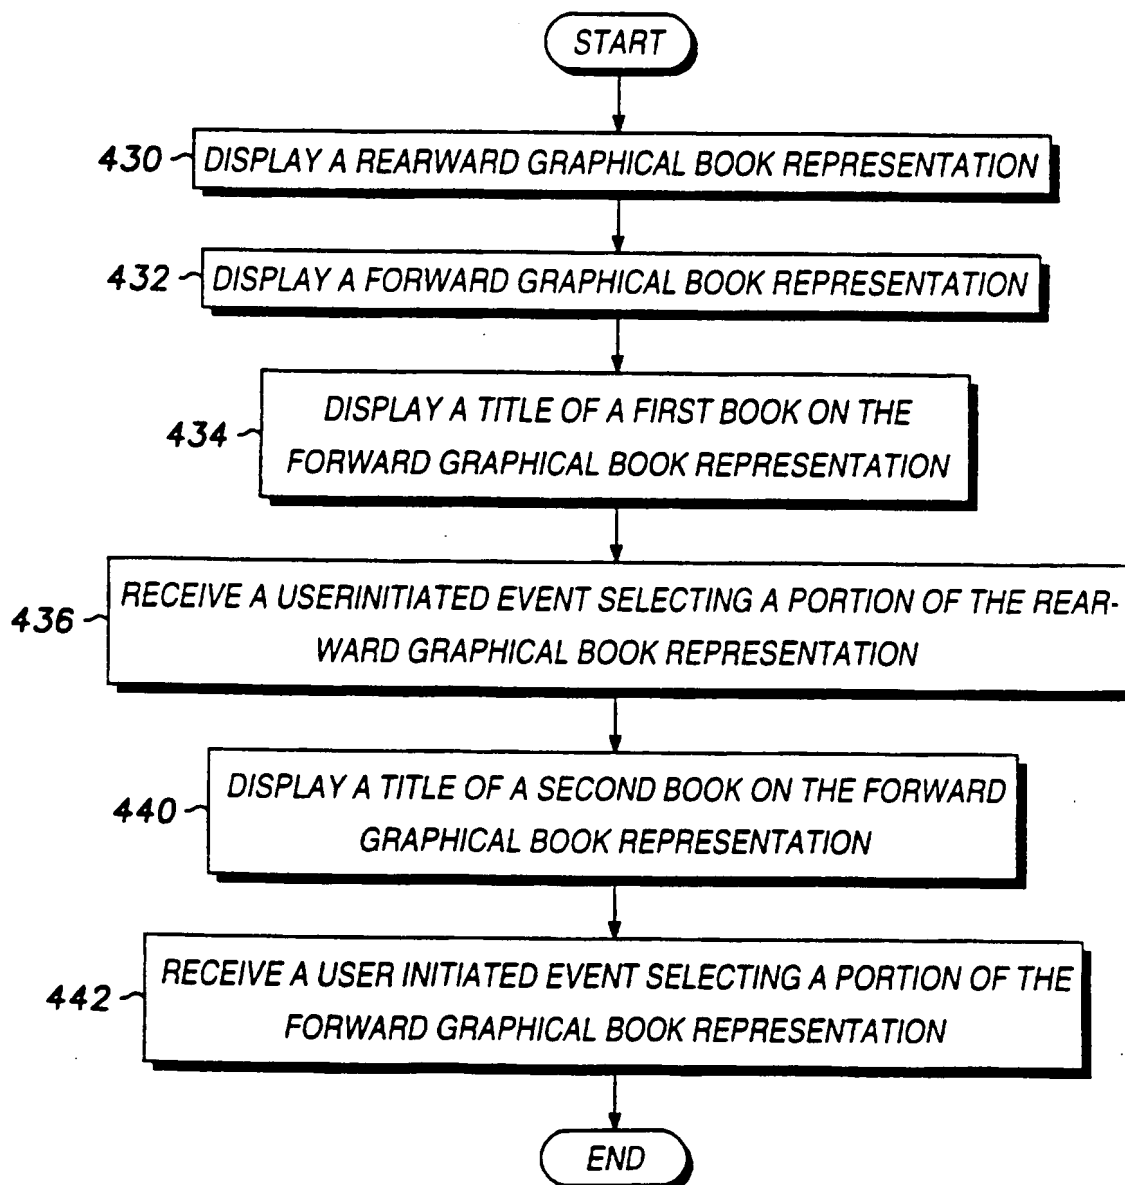 START
430 DISPLAY A REARWARD GRAPHICAL BOOK REPRESENTATION
432 DISPLAY A FORWARD GRAPHICAL BOOK REPRESENTATION
DISPLAY A TITLE OF A FIRST BOOK ON THE
434
FORWARD GRAPHICAL BOOK REPRESENTATION
RECEIVE A USERINITIATED EVENT SELECTING A PORTION OF THE REAR-
436
WARD GRAPHICAL BOOK REPRESENTATION
DISPLAY A TITLE OF A SECOND BOOK ON THE FORWARD
440
GRAPHICAL BOOK REPRESENTATION
RECEIVE A USER INITIATED EVENT SELECTING A PORTION OF THE
442
FORWARD GRAPHICAL BOOK REPRESENTATION
END